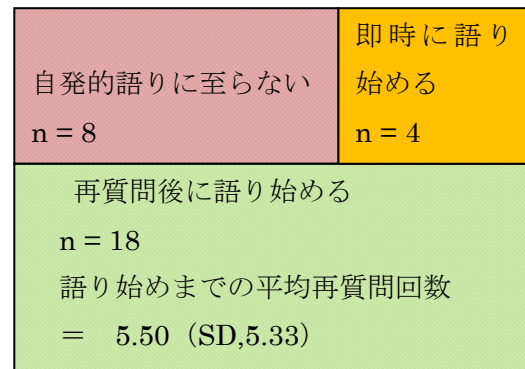 自発的語りに至らない
n = 8
即時に語り
始める
n = 4
再質問後に語り始める
n = 18
語り始めまでの平均再質問回数
＝ 5.50（SD,5.33）